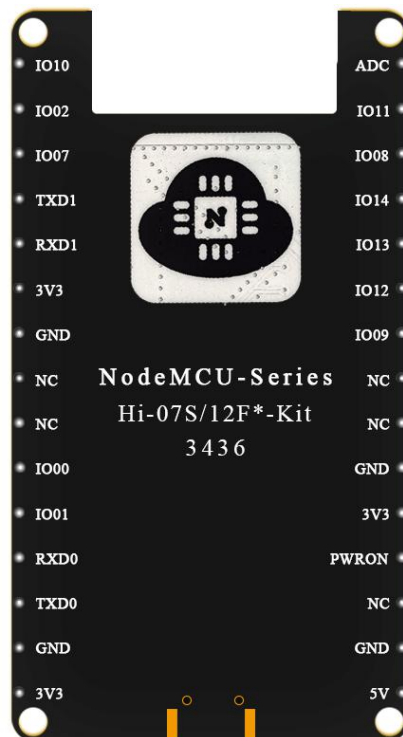 IO10 ADC
IO02 IO11
IO07 IO08
TXD1 IO14
RXD1 IO13
3V3 IO12
GND IO09
NC NodeMCU-Series NC
NC Hi-07S/12F*-Kit NC
3436
IO00 GND
IO01 3V3
RXD0 PWRON
TXD0 NC
GND GND
3V3 5V